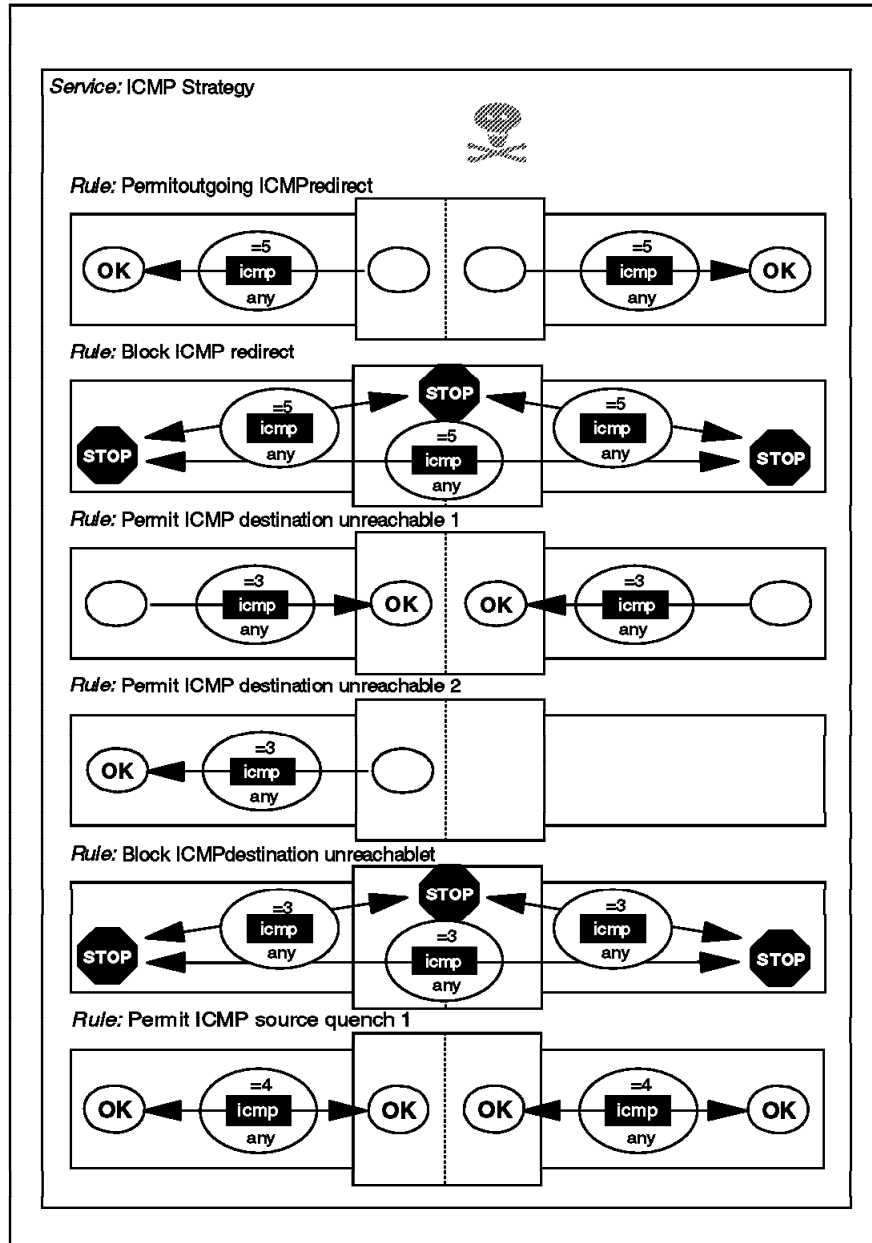 Service: ICMP Strategy
Rule: Permitoutgoing ICMPredirect
=5 =5
OK icmp icmp OK
any any
Rule: Block ICMP redirect
STOP
=5 =5 =5
icmp icmp
STOP icmp STOP
any any
any
Rule: Permit ICMP destination unreachable 1
=3 =3
icmp OK OK icmp
any any
Rule: Permit ICMP destination unreachable 2
=3
OK icmp
any
Rule: Block ICMPdestination unreachablet
STOP
=3 =3 =3
icmp icmp
STOP icmp STOP
any any
any
Rule: Permit ICMP source quench 1
=4 =4
OK icmp OK OK icmp OK
any any